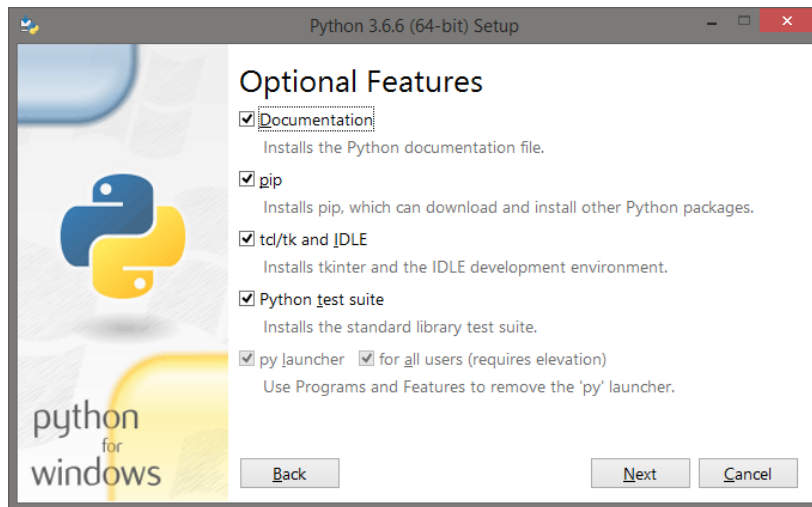 Python 3.6.6 (64-bit) Setup
Optional Features
Documentation
Installs the Python documentation file.
pip
Installs pip, which can download and install other Python packages.
tcl/tk and IDLE
Installs tkinter and the IDLE development environment.
Python test suite
Installs the standard library test suite.
py launcher for all users (requires elevation)
Use Programs and Features to remove the 'py' launcher.
python
for
windows
Back Next Cancel